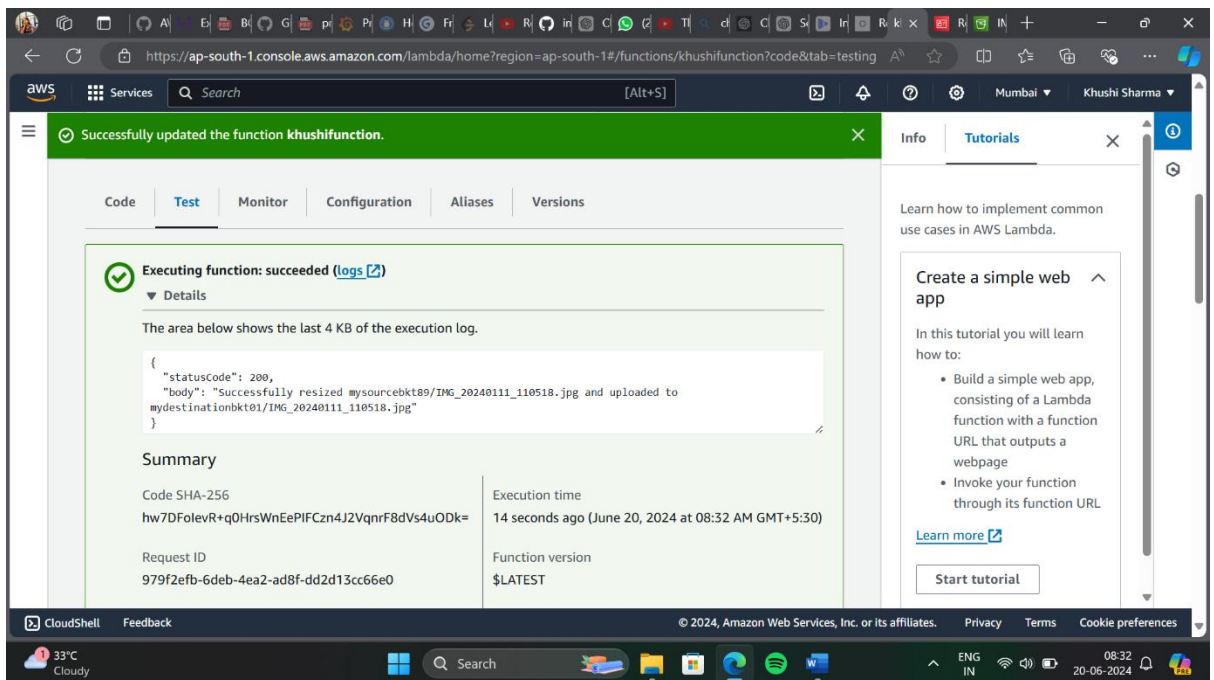 https://ap-south-1.console.aws.amazon.com/lambda/home?region=ap-south-1#/functions/khushifunction?code&tab=testing
aws
Services
Search
[Alt+S]
Mumbai
Khushi Sharma
Successfully updated the function khushifunction.
Info
Tutorials
Code
Test
Monitor
Configuration
Aliases
Versions
Executing function: succeeded (logs)
Details
The area below shows the last 4 KB of the execution log.
{
"statusCode": 200,
"body": "Successfully resized mysourcebkt89/IMG_20240111_110518.jpg and uploaded to
mydestinationbkt01/IMG_20240111_110518.jpg"
}
Summary
Code SHA-256
hw7DFoIevR+q0HrsWnEePIFCzn4J2VqnrF8dVs4uODk=
Execution time
14 seconds ago (June 20, 2024 at 08:32 AM GMT+5:30)
Request ID
979f2efb-6deb-4ea2-ad8f-dd2d13cc66e0
Function version
$LATEST
Learn how to implement common
use cases in AWS Lambda.
Create a simple web
app
In this tutorial you will learn
how to:
• Build a simple web app,
consisting of a Lambda
function with a function
URL that outputs a
webpage
• Invoke your function
through its function URL
Learn more
Start tutorial
CloudShell
Feedback
© 2024, Amazon Web Services, Inc. or its affiliates.
Privacy
Terms
Cookie preferences
1
33°C
Cloudy
Search
ENG
IN
08:32
20-06-2024
PRE